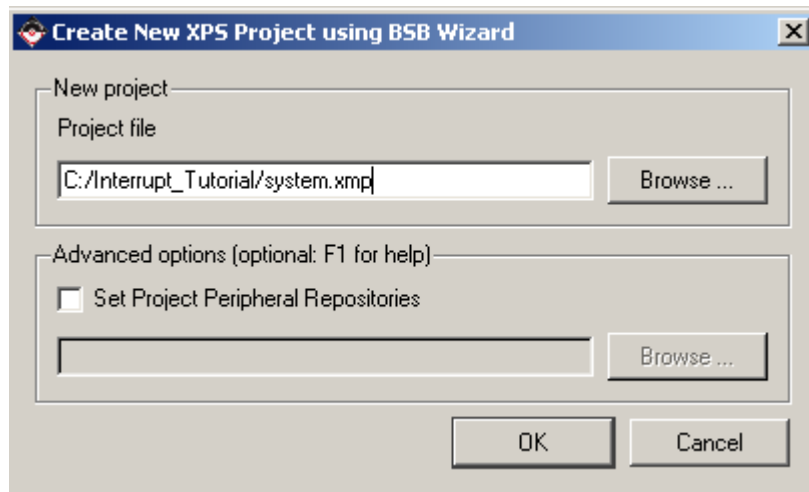 Create New XPS Project using BSB Wizard
New project
Project file
C:/Interrupt_Tutorial/system.xmp
Browse ...
Advanced options (optional: F1 for help)
Set Project Peripheral Repositories
Browse ...
OK
Cancel